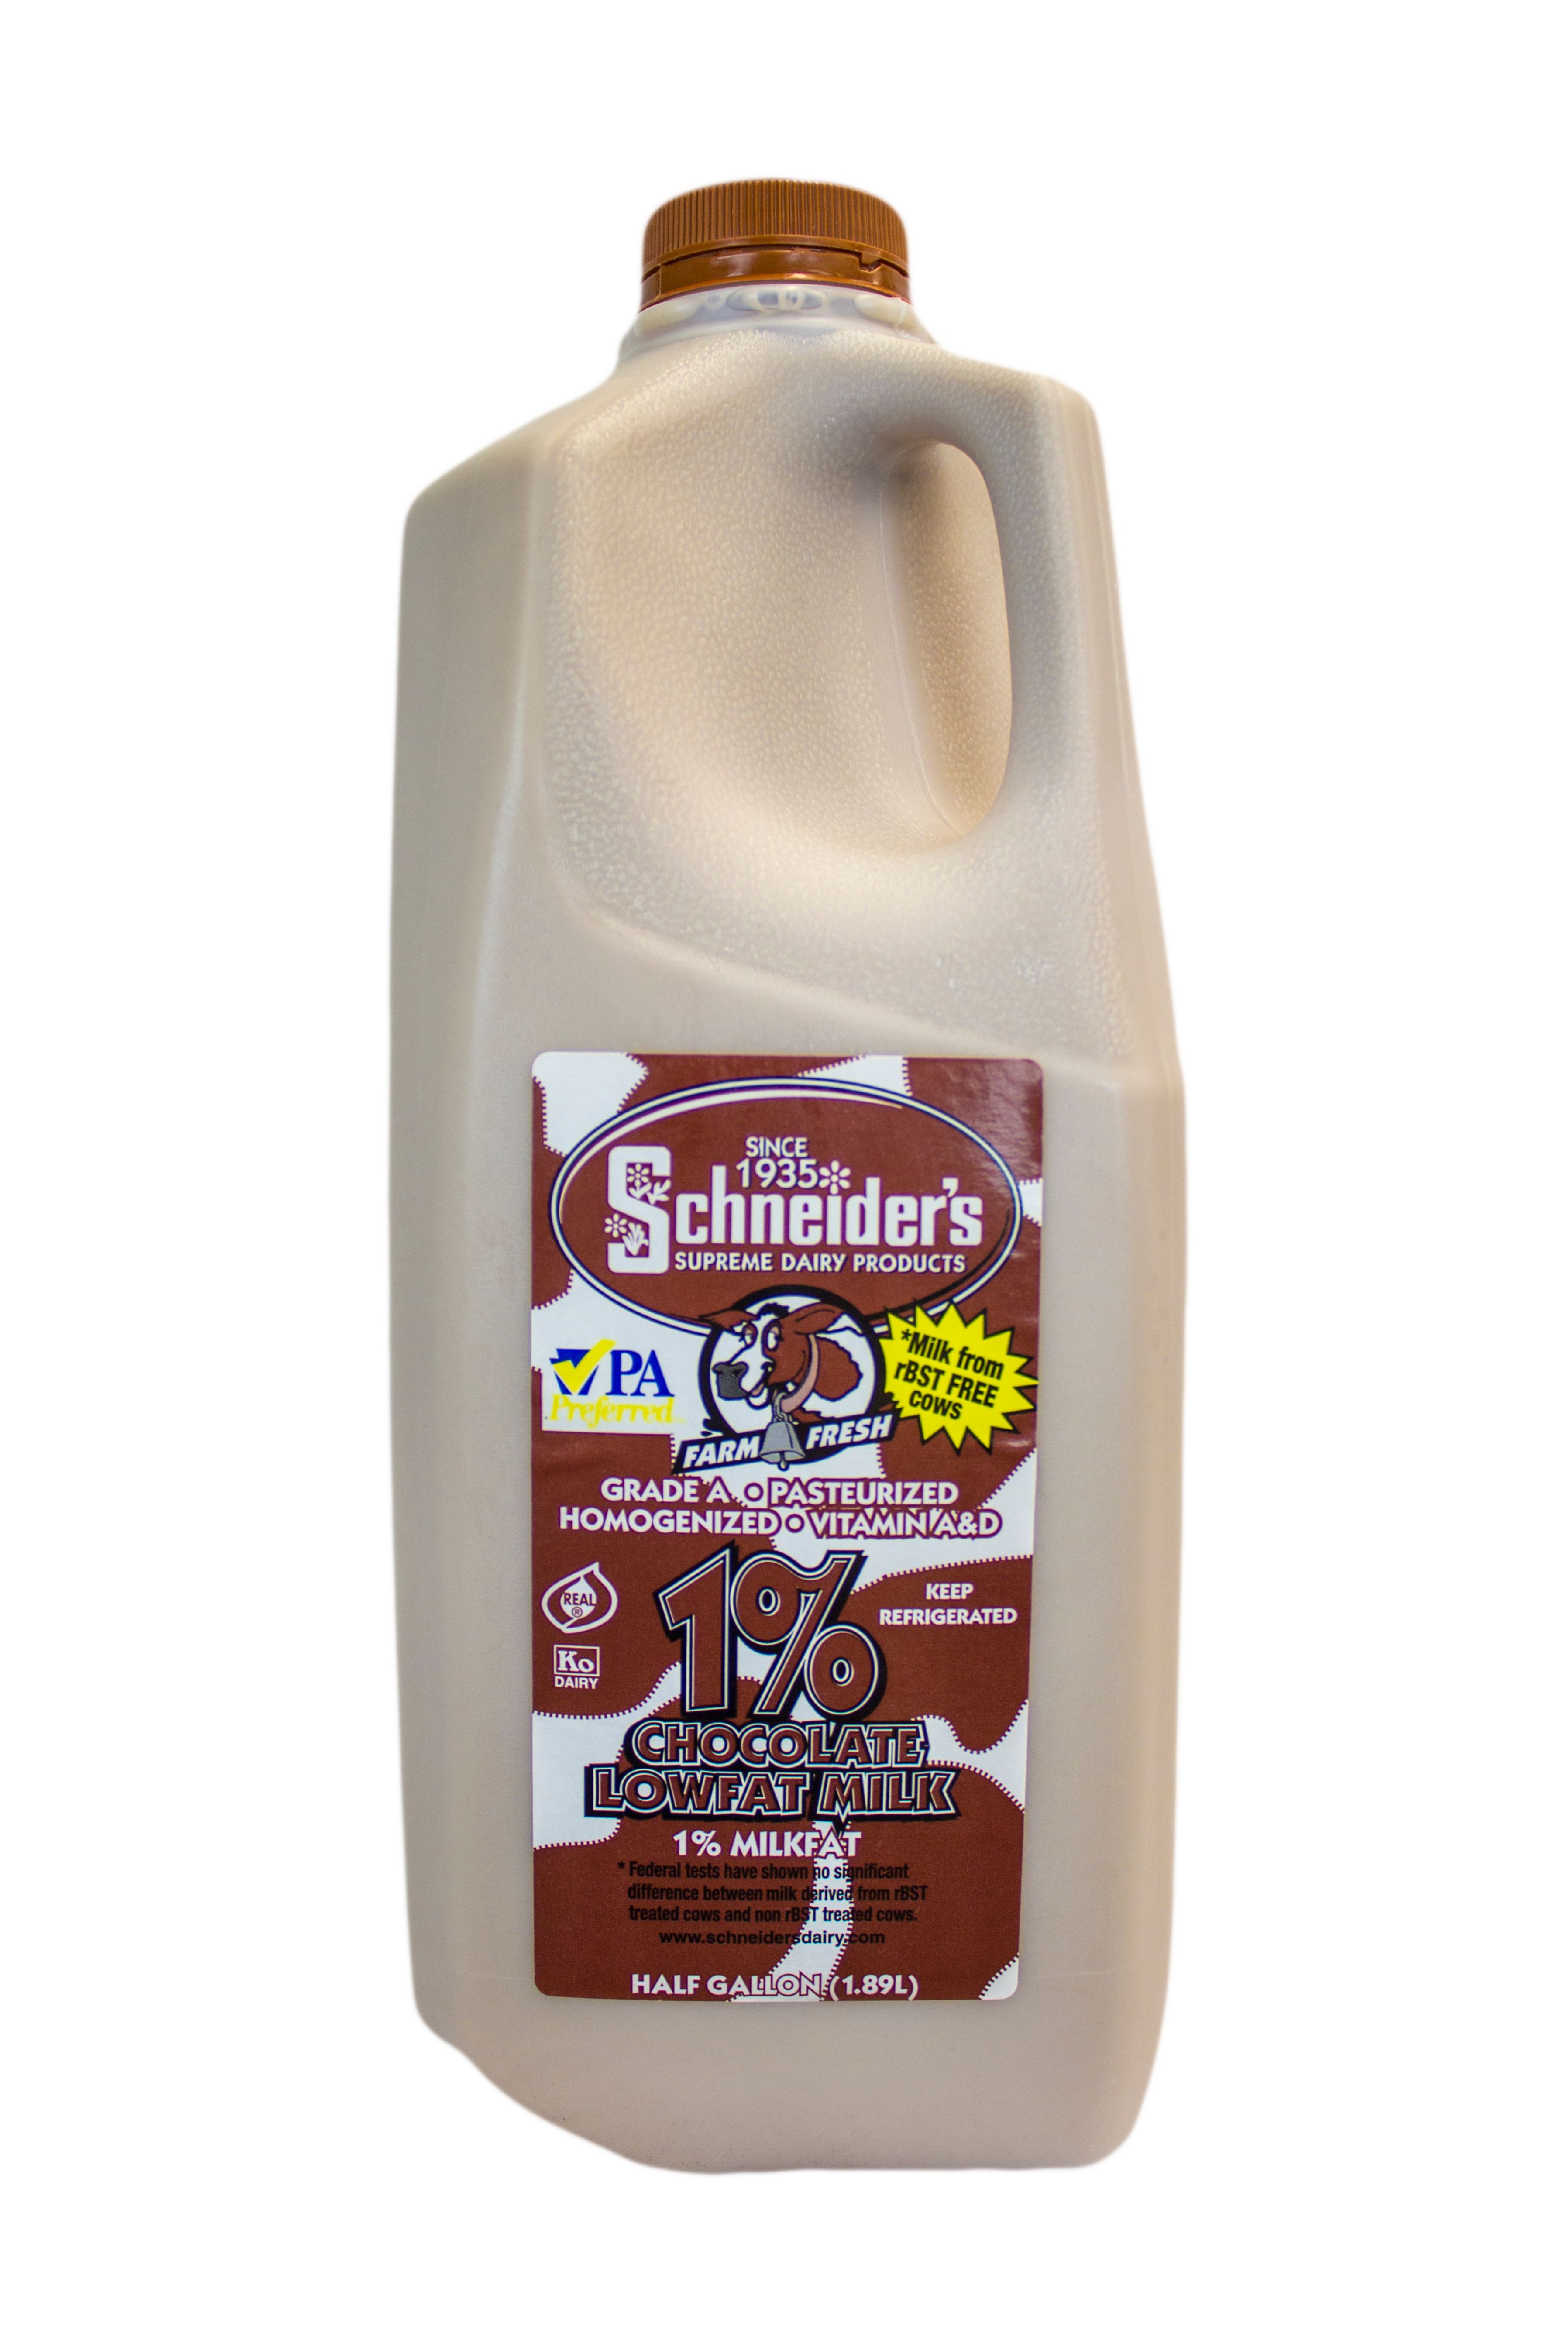 SINCE
1935
Schneider's
SUPREME DAIRY PRODUCTS
PA
Preferred™
*Milk from
rBST FREE
COWS
FARM FRESH
GRADE A • PASTEURIZED
HOMOGENIZED • VITAMIN A&D
REAL
®
KEEP
REFRIGERATED
1%
Ko
DAIRY
CHOCOLATE
LOWFAT MILK
1% MILKFAT
* Federal tests have shown no significant
difference between milk derived from rBST
treated cows and non rBST treated cows.
www.schneidersdairy.com
HALF GALLON (1.89L)